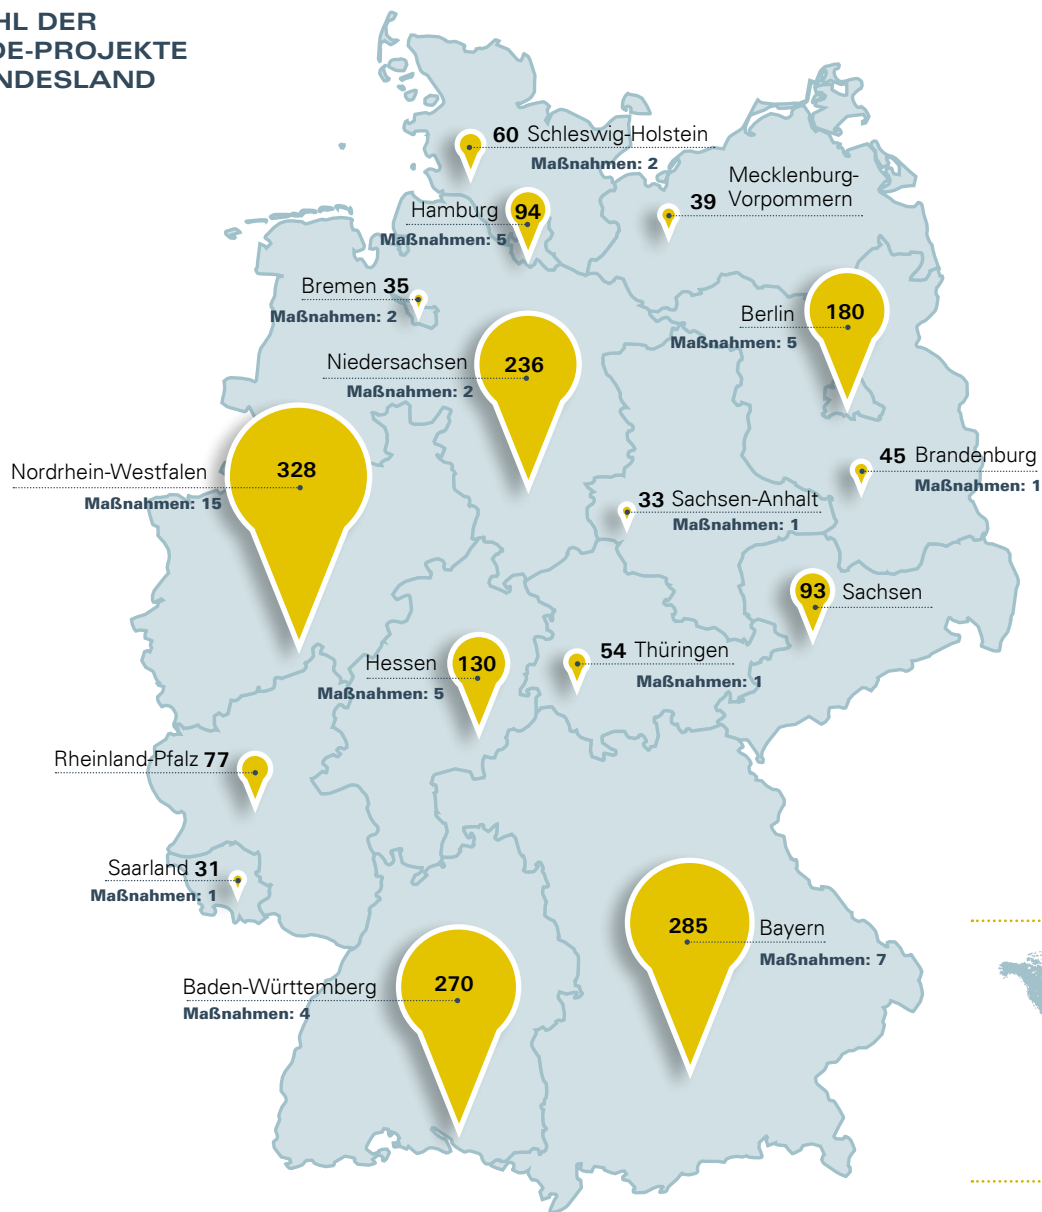 HL DER
DE-PROJEKTE
NDESLAND
60 Schleswig-Holstein
Maßnahmen: 2
Mecklenburg-
39 Vorpommern
Hamburg 94
Maßnahmen: 5
Bremen 35
Maßnahmen: 2
Berlin 180
Maßnahmen: 5
Niedersachsen 236
Maßnahmen: 2
Nordrhein-Westfalen 328
Maßnahmen: 15
45 Brandenburg
Maßnahmen: 1
33 Sachsen-Anhalt
Maßnahmen: 1
93 Sachsen
Hessen 130
Maßnahmen: 5
54 Thüringen
Maßnahmen: 1
Rheinland-Pfalz 77
Saarland 31
Maßnahmen: 1
285 Bayern
Maßnahmen: 7
Baden-Württemberg 270
Maßnahmen: 4